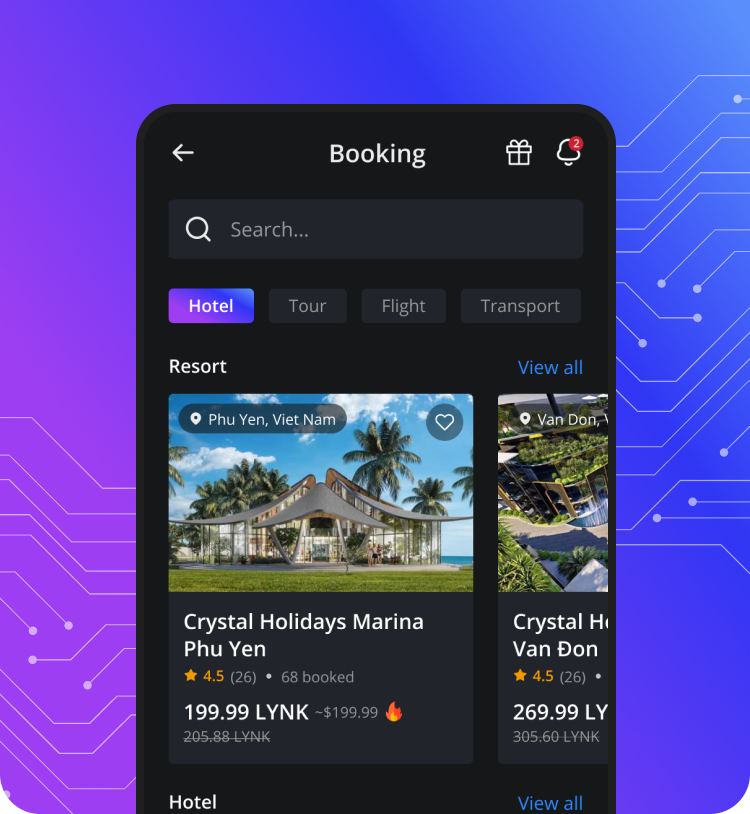 Booking
2
Search...
Hotel
Tour
Flight
Transport
Resort
View all
Phu Yen, Viet Nam
Van Don,
Crystal Holidays Marina
Phu Yen
4.5 (26) • 68 booked
199.99 LYNK ~$199.99
205.88 LYNK
Crystal
Van Đon
4.5 (26) •
269.99 LY
305.60 LYNK
Hotel
View all